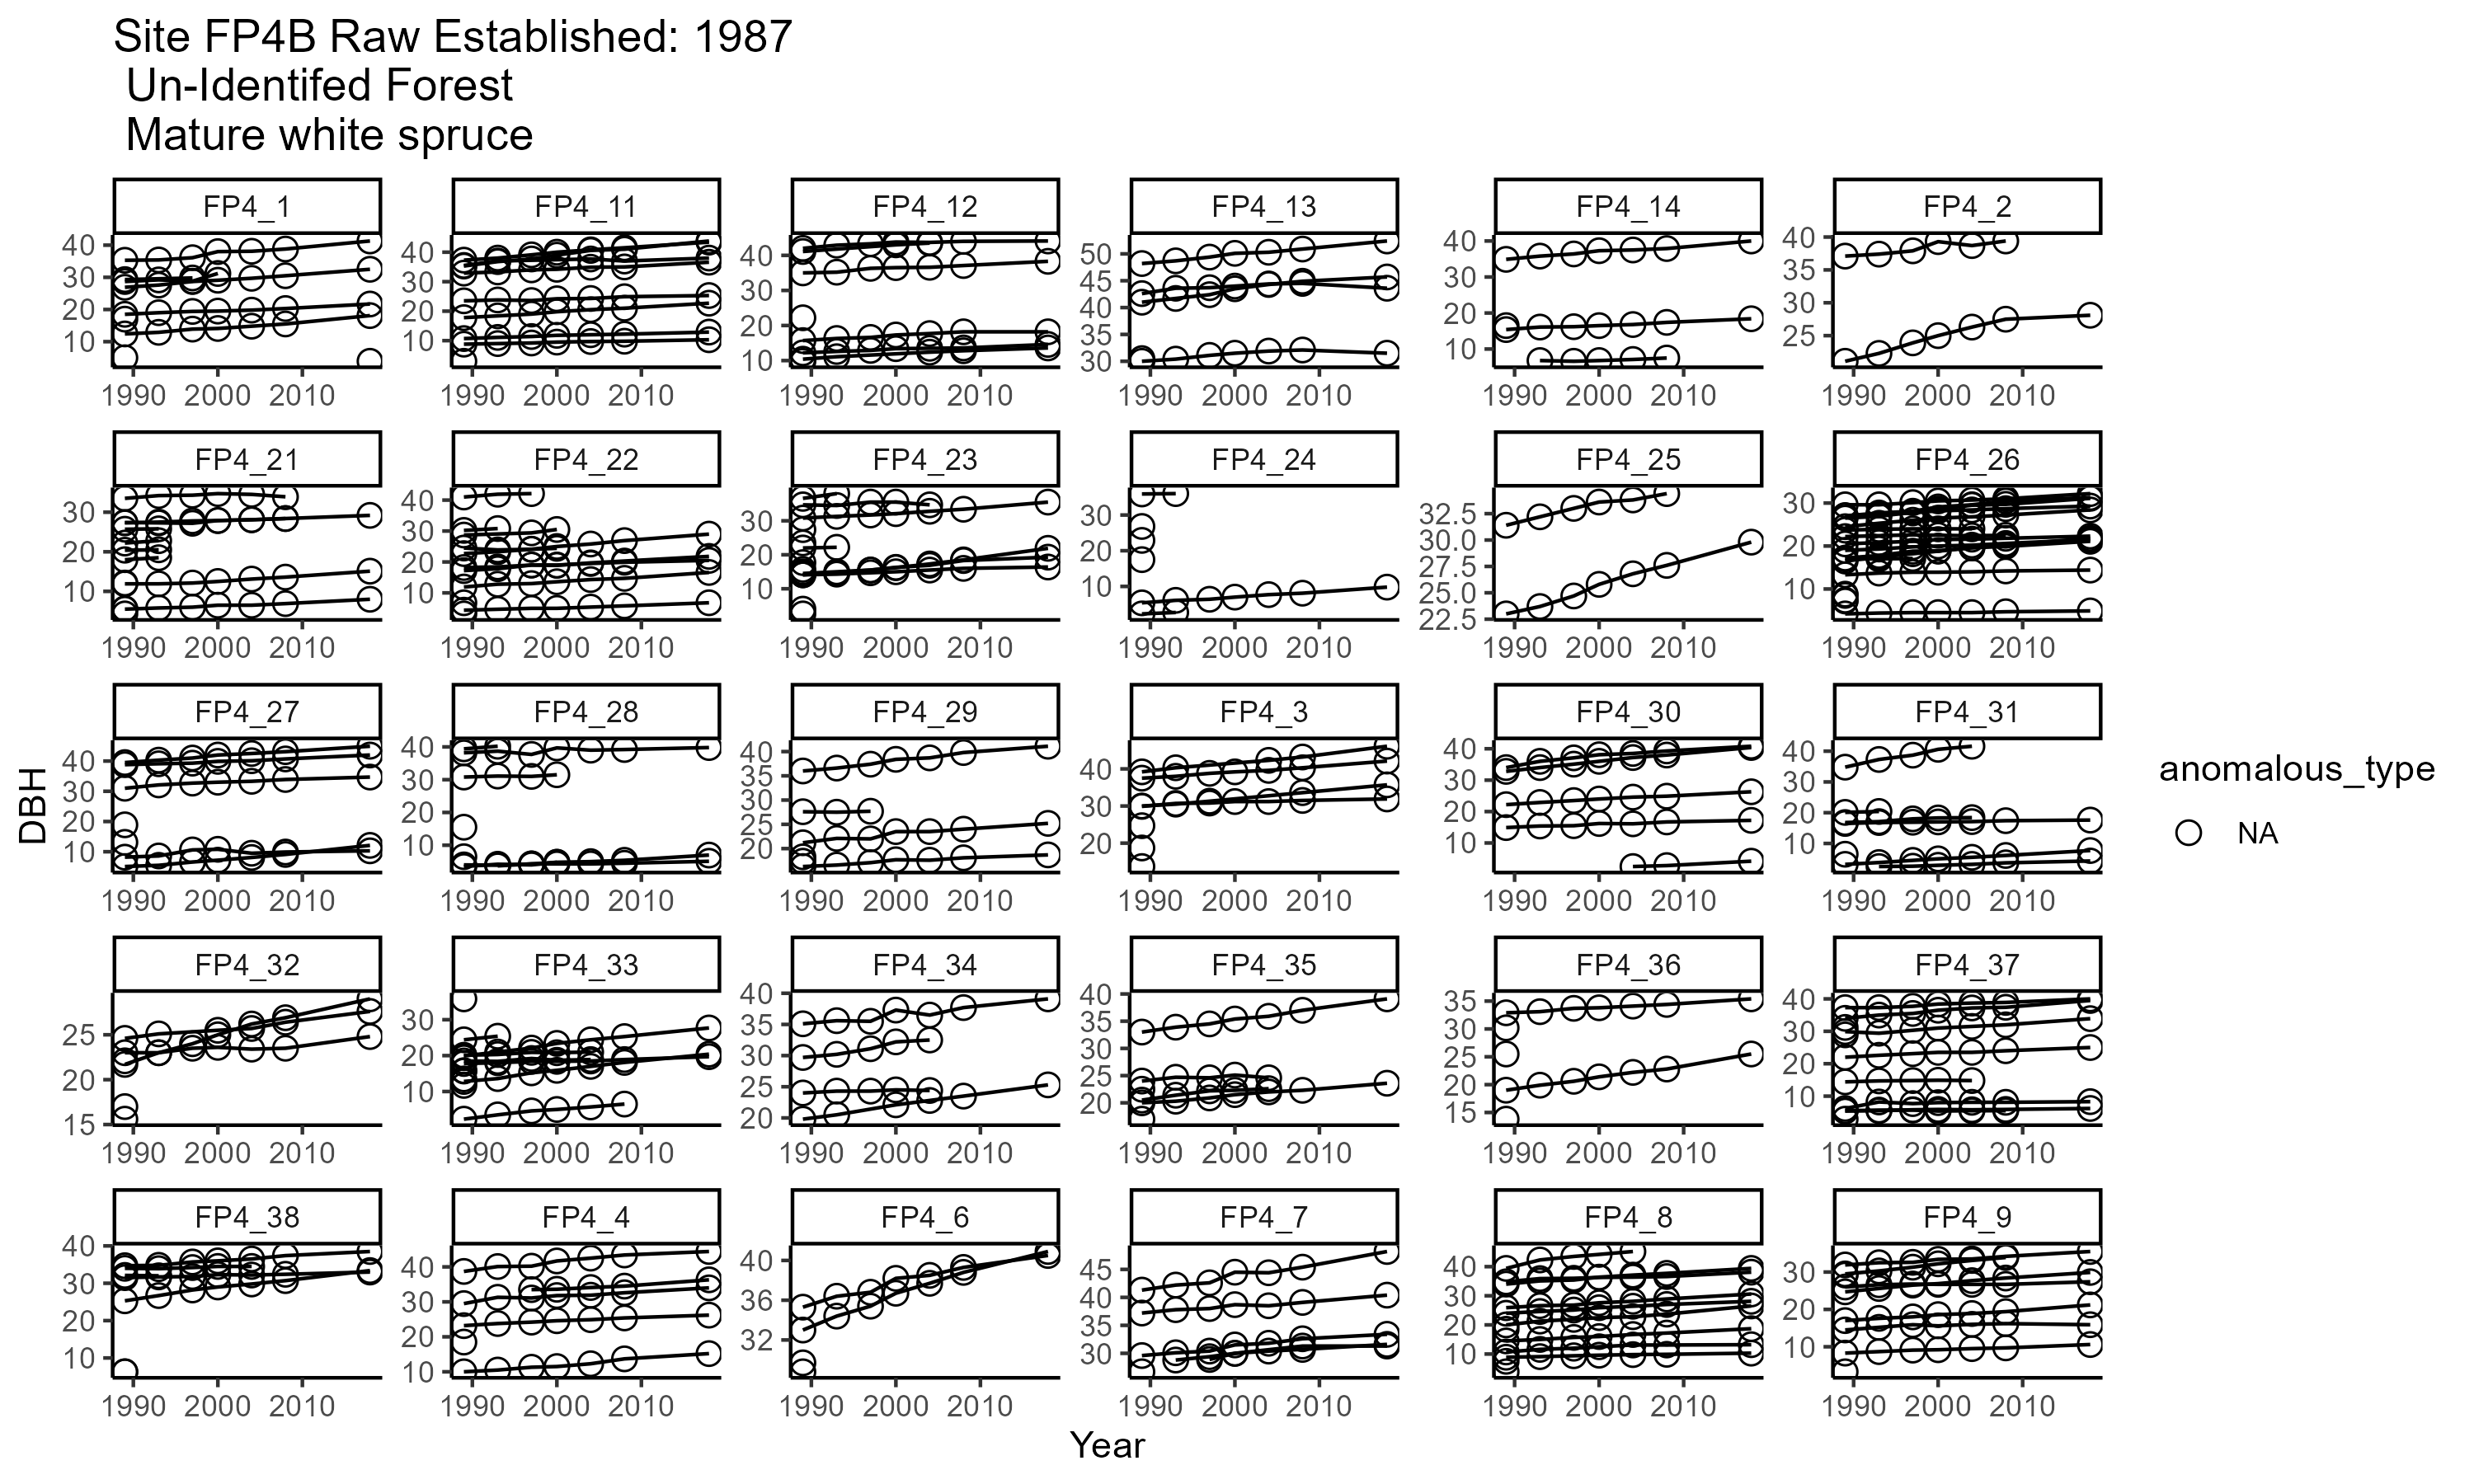 Site FP4B Raw Established: 1987
Un-Identifed Forest
Mature white spruce
FP4_1
FP4_11
FP4_12
FP4_13
FP4_14
FP4_2
40
30
20
10
40
30
20
10
40
30
20
10
50
45
40
35
30
40
30
20
10
40
35
30
25
1990 2000 2010
1990 2000 2010
1990 2000 2010
1990 2000 2010
1990 2000 2010
1990 2000 2010
FP4_21
FP4_22
FP4_23
FP4_24
FP4_25
FP4_26
30
20
10
40
30
20
10
30
20
10
30
20
10
32.5
30.0
27.5
25.0
22.5
30
20
10
1990 2000 2010
1990 2000 2010
1990 2000 2010
1990 2000 2010
1990 2000 2010
1990 2000 2010
FP4_27
FP4_28
FP4_29
FP4_3
FP4_30
FP4_31
40
30
20
10
40
30
20
10
40
35
30
25
20
40
30
20
40
30
20
10
40
30
20
10
1990 2000 2010
1990 2000 2010
1990 2000 2010
1990 2000 2010
1990 2000 2010
1990 2000 2010
FP4_32
FP4_33
FP4_34
FP4_35
FP4_36
FP4_37
25
20
15
30
20
10
40
35
30
25
20
40
35
30
25
20
35
30
25
20
15
40
30
20
10
1990 2000 2010
1990 2000 2010
1990 2000 2010
1990 2000 2010
1990 2000 2010
1990 2000 2010
FP4_38
FP4_4
FP4_6
FP4_7
FP4_8
FP4_9
40
30
20
10
40
30
20
10
40
36
32
45
40
35
30
40
30
20
10
30
20
10
1990 2000 2010
1990 2000 2010
1990 2000 2010
1990 2000 2010
1990 2000 2010
1990 2000 2010
DBH
Year
anomalous_type
NA